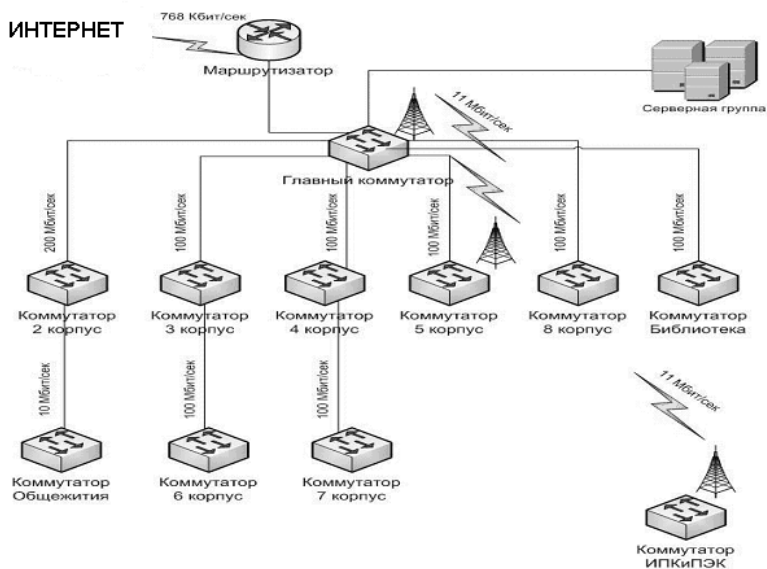 768 Кбит/сек
ИНТЕРНЕТ
Маршрутизатор
11 Мбит/сек
Серверная группа
Главный коммутатор
200 Мбит/сек
100 Мбит/сек
100 Мбит/сек
100 Мбит/сек
100 Мбит/сек
100 Мбит/сек
Коммутатор
2 корпус
Коммутатор
3 корпус
Коммутатор
4 корпус
Коммутатор
5 корпус
Коммутатор
8 корпус
Коммутатор
Библиотека
10 Мбит/сек
100 Мбит/сек
100 Мбит/сек
11 Мбит/сек
Коммутатор
Общежития
Коммутатор
6 корпус
Коммутатор
7 корпус
Коммутатор
ИПКиПЭК